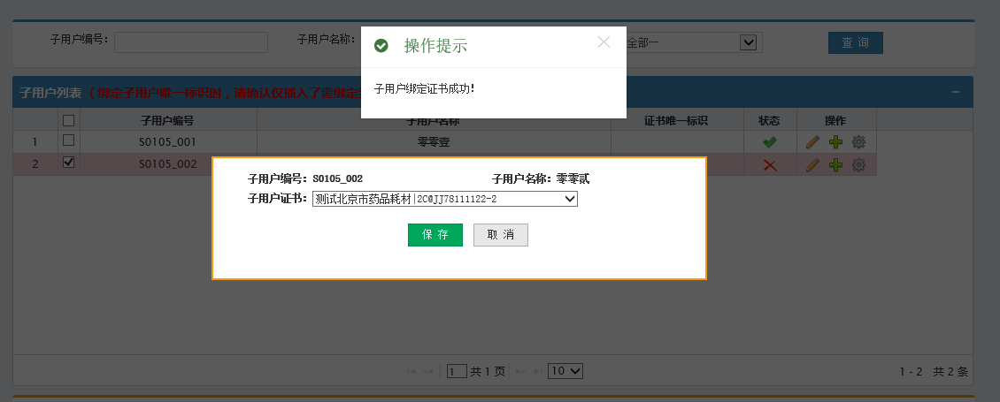 子用户编号：
子用户名称：
全部--
查 询
操作提示
子用户绑定证书成功！
子用户列表（绑定子用户唯一标识时，请确认仅插入了需绑定
子用户编号 子用户名称 证书唯一标识 状态 操作
1 S0105_001 零零壹
2 S0105_002
子用户编号：S0105_002 子用户名称：零零贰
子用户证书：测试北京市药品耗材|2C@JJ78111122-2
保 存 取 消
1 共 1 页 10 1 - 2 共 2 条